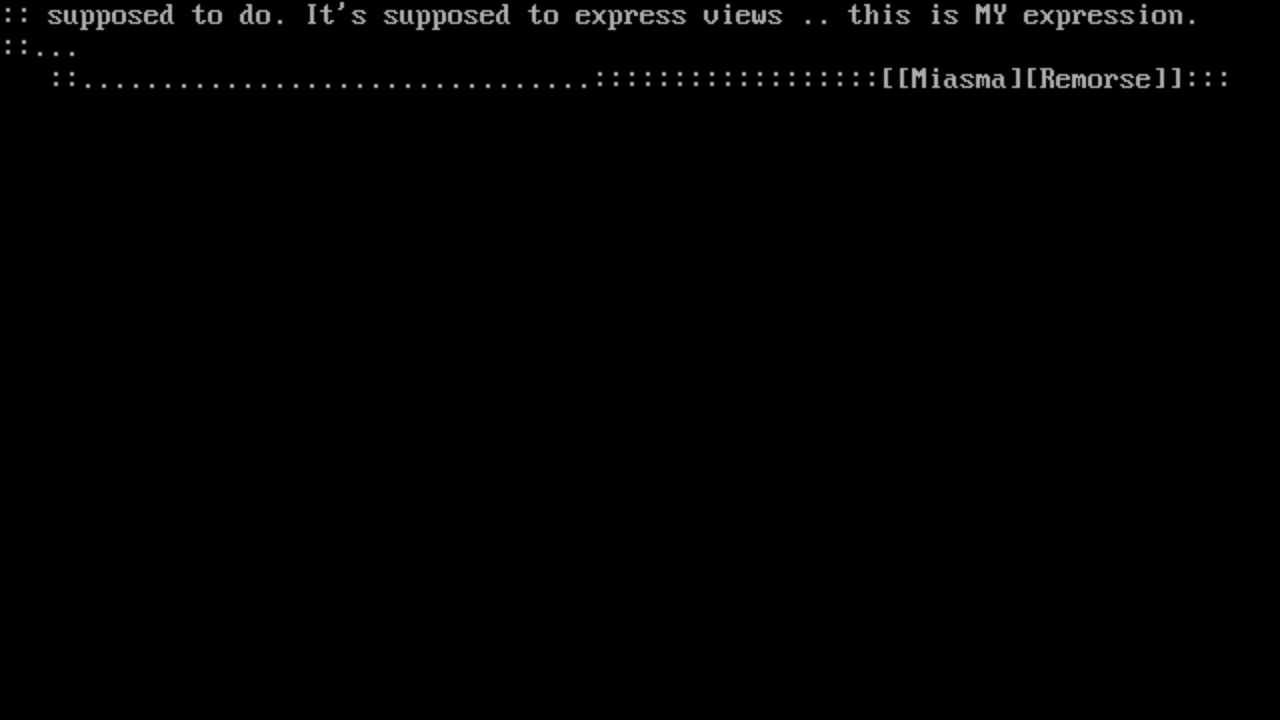 :: supposed to do. It's supposed to express views .. this is MY expression.
::...
::................................::::::::::::::::::[[Miasma][Remorse]]:::